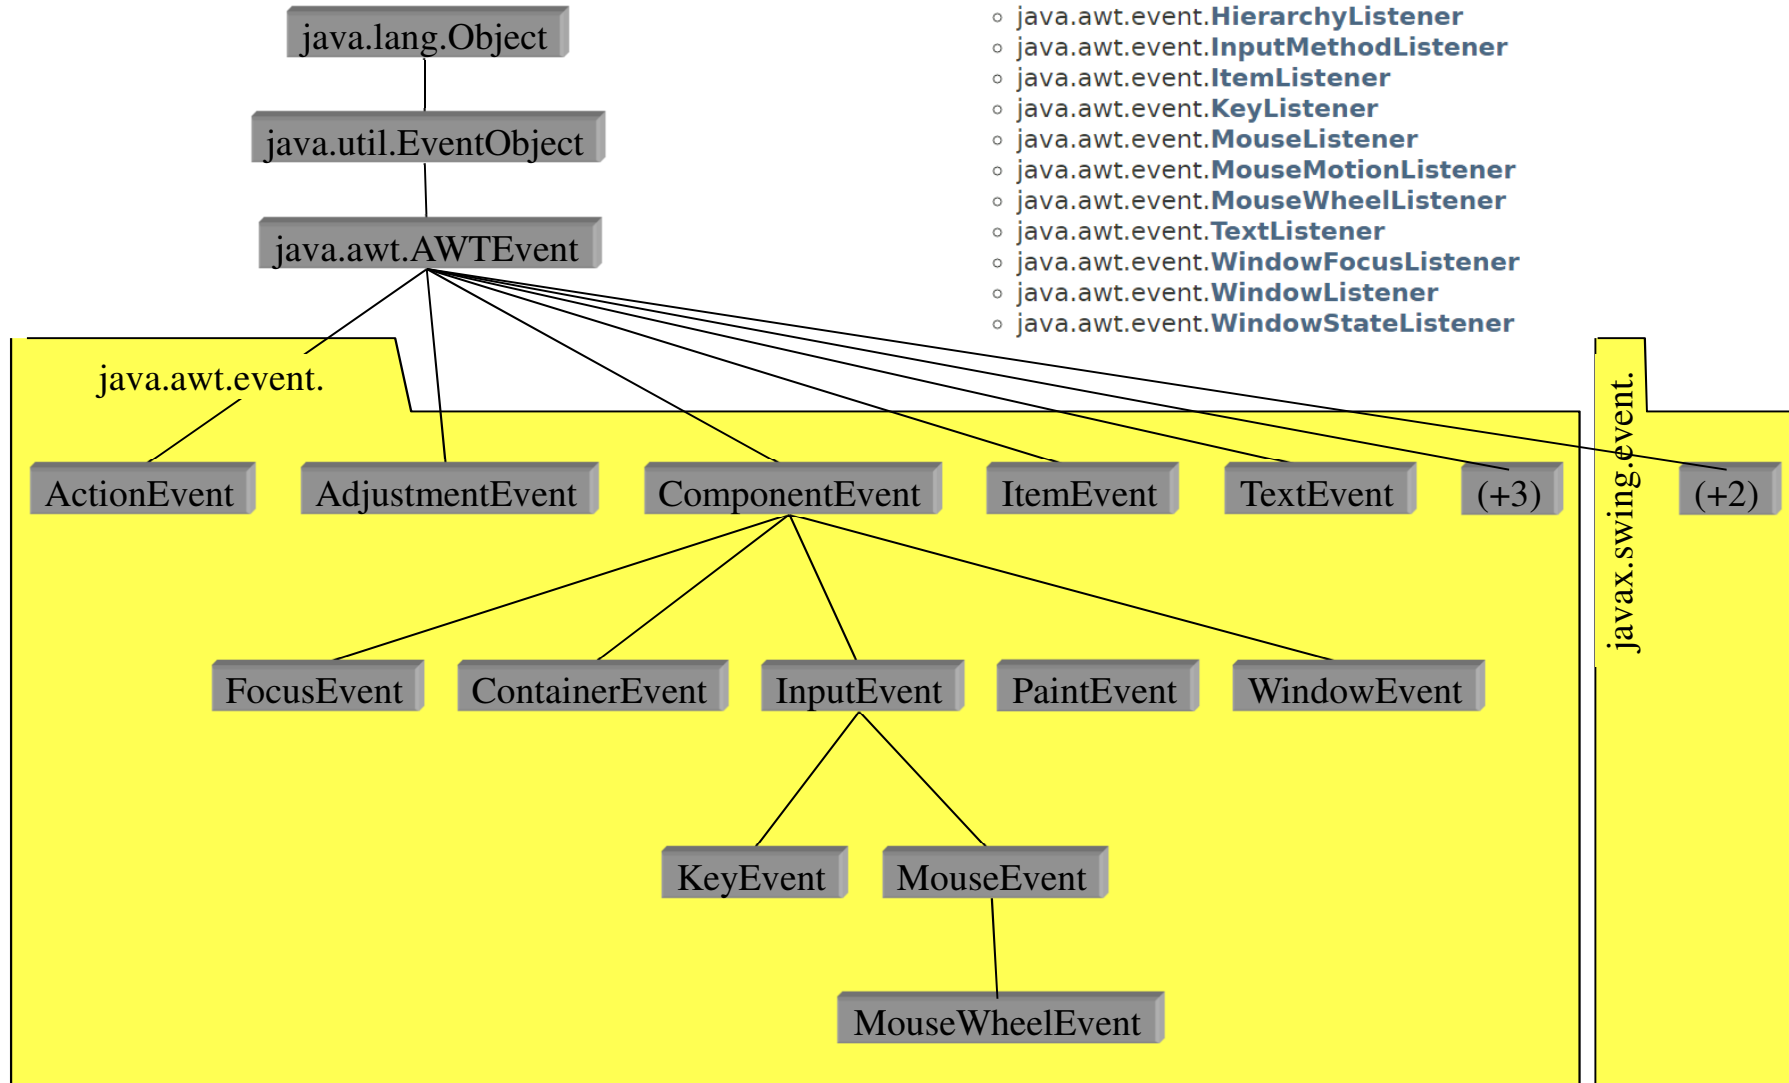 java.lang.Object
java.util.EventObject
java.awt.AWTEvent
◦ java.awt.event.HierarchyListener
◦ java.awt.event.InputMethodListener
◦ java.awt.event.ItemListener
◦ java.awt.event.KeyListener
◦ java.awt.event.MouseListener
◦ java.awt.event.MouseMotionListener
◦ java.awt.event.MouseWheelListener
◦ java.awt.event.TextListener
◦ java.awt.event.WindowFocusListener
◦ java.awt.event.WindowListener
◦ java.awt.event.WindowStateListener
java.awt.event.
ActionEvent
AdjustmentEvent
ComponentEvent
ItemEvent
TextEvent
(+3)
javax.swing.event.
(+2)
FocusEvent
ContainerEvent
InputEvent
PaintEvent
WindowEvent
KeyEvent
MouseEvent
MouseWheelEvent